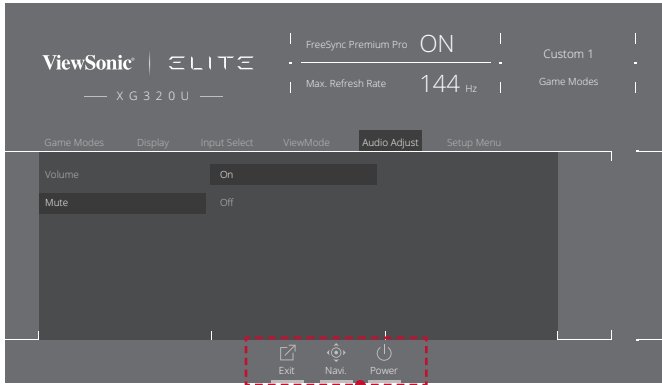 ViewSonic® ELITE
XG320U
FreeSync Premium Pro ON
Max. Refresh Rate 144 Hz
Custom 1
Game Modes
Game Modes Display Input Select ViewMode Audio Adjust Setup Menu
Volume On
Mute Off
Exit Navi. Power